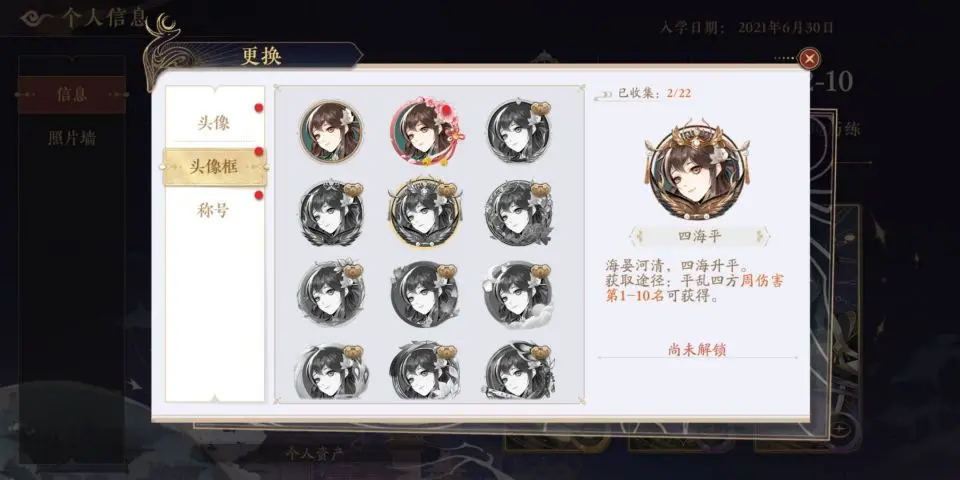 个人信息
入学日期： 2021年6月30日
更换
信息
照片墙
头像
头像框
称号
已收集：2/22
四海平
海晏河清，四海升平。
获取途径：平乱四方周伤害
第1-10名可获得。
尚未解锁
-10
练
个人资产